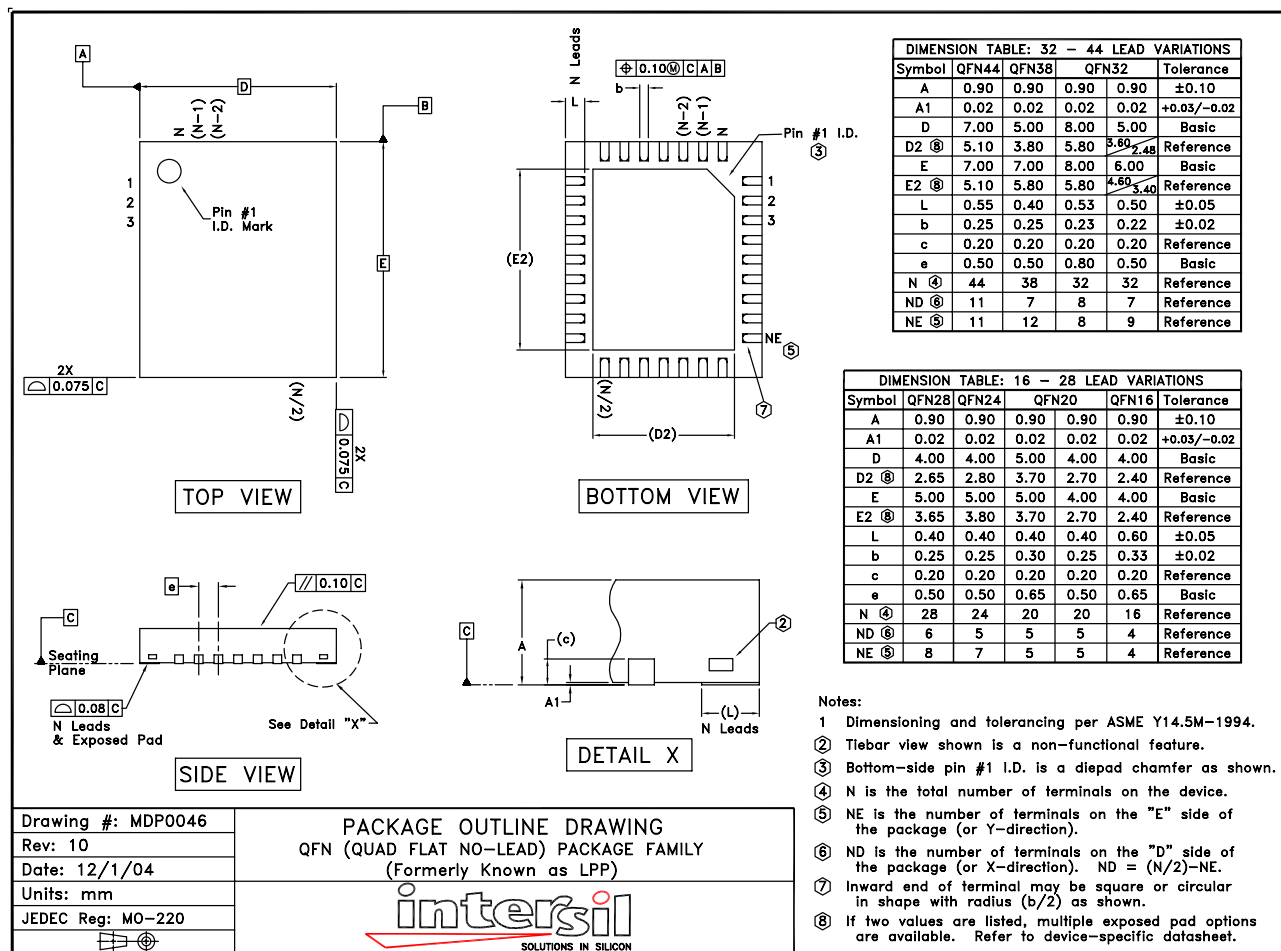 A
D
B
N
(N-1)
(N-2)
1
2
3
Pin #1
I.D. Mark
E
2X
⌓ 0.075 C
(N/2)
2X
⌓ 0.075 C
TOP VIEW
N Leads
L
⌖ 0.10Ⓜ C A B
b
(N-2)
(N-1)
N
Pin #1 I.D.
3
1
2
3
(E2)
NE
5
(N/2)
7
(D2)
BOTTOM VIEW
e
// 0.10 C
C
Seating
Plane
⌓ 0.08 C
N Leads
& Exposed Pad
See Detail "X"
SIDE VIEW
C
A
(c)
2
A1
(L)
N Leads
DETAIL X
DIMENSION TABLE: 32 - 44 LEAD VARIATIONS
Symbol QFN44 QFN38 QFN32 Tolerance
A 0.90 0.90 0.90 0.90 ±0.10
A1 0.02 0.02 0.02 0.02 +0.03/-0.02
D 7.00 5.00 8.00 5.00 Basic
D2 ⑧ 5.10 3.80 5.80 3.60/2.48 Reference
E 7.00 7.00 8.00 6.00 Basic
E2 ⑧ 5.10 5.80 5.80 4.60/3.40 Reference
L 0.55 0.40 0.53 0.50 ±0.05
b 0.25 0.25 0.23 0.22 ±0.02
c 0.20 0.20 0.20 0.20 Reference
e 0.50 0.50 0.80 0.50 Basic
N ④ 44 38 32 32 Reference
ND ⑥ 11 7 8 7 Reference
NE ⑤ 11 12 8 9 Reference
DIMENSION TABLE: 16 - 28 LEAD VARIATIONS
Symbol QFN28 QFN24 QFN20 QFN16 Tolerance
A 0.90 0.90 0.90 0.90 0.90 ±0.10
A1 0.02 0.02 0.02 0.02 0.02 +0.03/-0.02
D 4.00 4.00 5.00 4.00 4.00 Basic
D2 ⑧ 2.65 2.80 3.70 2.70 2.40 Reference
E 5.00 5.00 5.00 4.00 4.00 Basic
E2 ⑧ 3.65 3.80 3.70 2.70 2.40 Reference
L 0.40 0.40 0.40 0.40 0.60 ±0.05
b 0.25 0.25 0.30 0.25 0.33 ±0.02
c 0.20 0.20 0.20 0.20 0.20 Reference
e 0.50 0.50 0.65 0.50 0.65 Basic
N ④ 28 24 20 20 16 Reference
ND ⑥ 6 5 5 5 4 Reference
NE ⑤ 8 7 5 5 4 Reference
Notes:
1 Dimensioning and tolerancing per ASME Y14.5M-1994.
② Tiebar view shown is a non-functional feature.
③ Bottom-side pin #1 I.D. is a diepad chamfer as shown.
④ N is the total number of terminals on the device.
⑤ NE is the number of terminals on the "E" side of
the package (or Y-direction).
⑥ ND is the number of terminals on the "D" side of
the package (or X-direction). ND = (N/2)-NE.
⑦ Inward end of terminal may be square or circular
in shape with radius (b/2) as shown.
⑧ If two values are listed, multiple exposed pad options
are available. Refer to device-specific datasheet.
Drawing #: MDP0046
Rev: 10
Date: 12/1/04
Units: mm
JEDEC Reg: MO-220
PACKAGE OUTLINE DRAWING
QFN (QUAD FLAT NO-LEAD) PACKAGE FAMILY
(Formerly Known as LPP)
intersil
SOLUTIONS IN SILICON